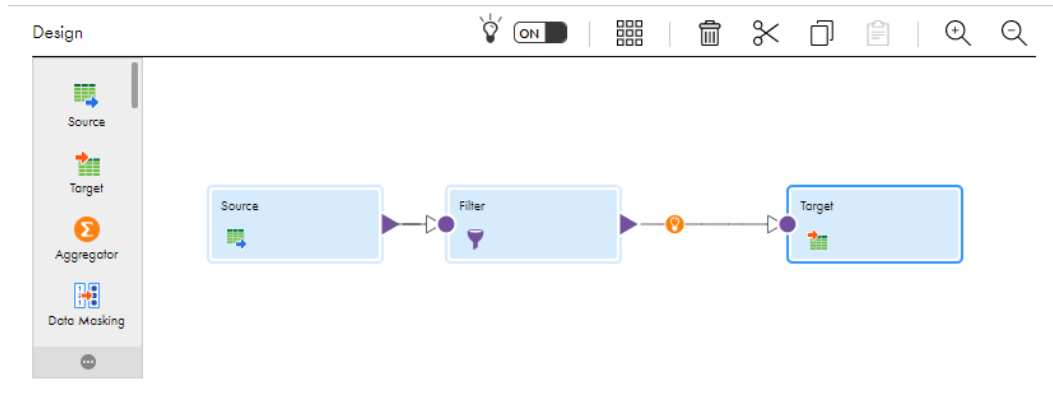 Design
ON
Source
Target
Aggregator
Data Masking
Source
Filter
Target